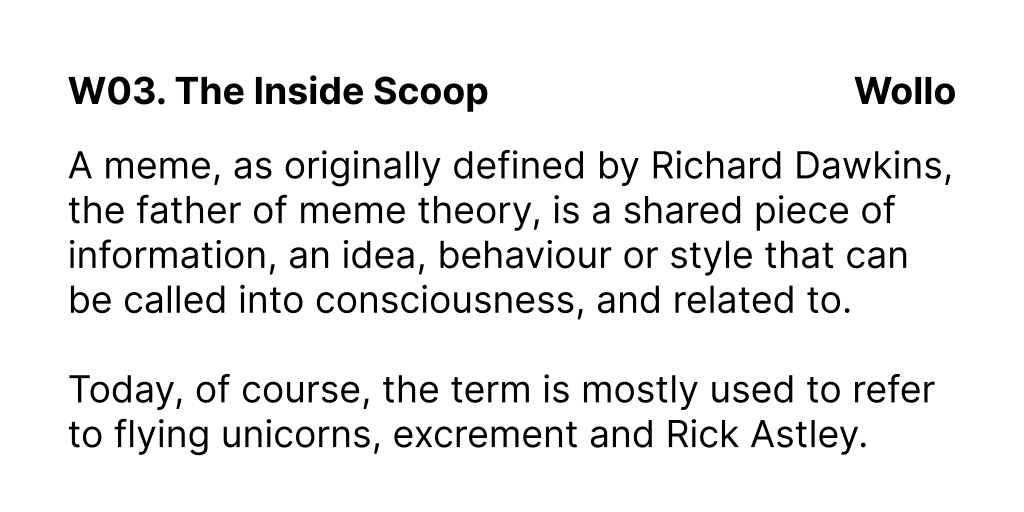 W03. The Inside Scoop Wollo
A meme, as originally defined by Richard Dawkins,
the father of meme theory, is a shared piece of
information, an idea, behaviour or style that can
be called into consciousness, and related to.
Today, of course, the term is mostly used to refer
to flying unicorns, excrement and Rick Astley.